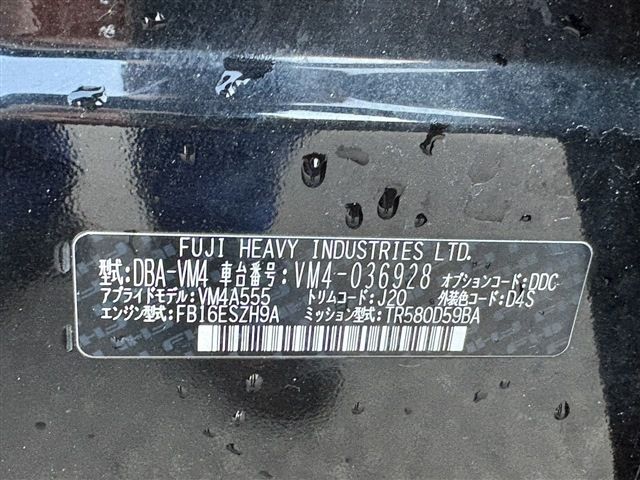 FUJI HEAVY INDUSTRIES LTD.
型式:DBA-VM4 車台番号:VM4-036928 オプションコード:DDC
アプライドモデル:VM4A555 トリムコード:J20 外装色コード:D4S
エンジン型式:FB16ESZH9A ミッション型式:TR580D59BA